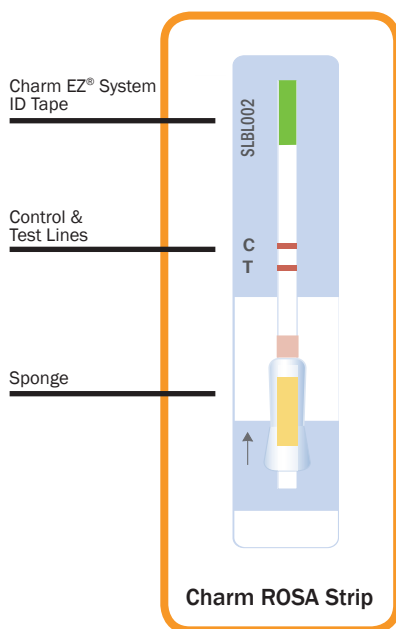 Charm EZ® System
ID Tape
SLBL002
Control &
Test Lines
C
T
Sponge
Charm ROSA Strip